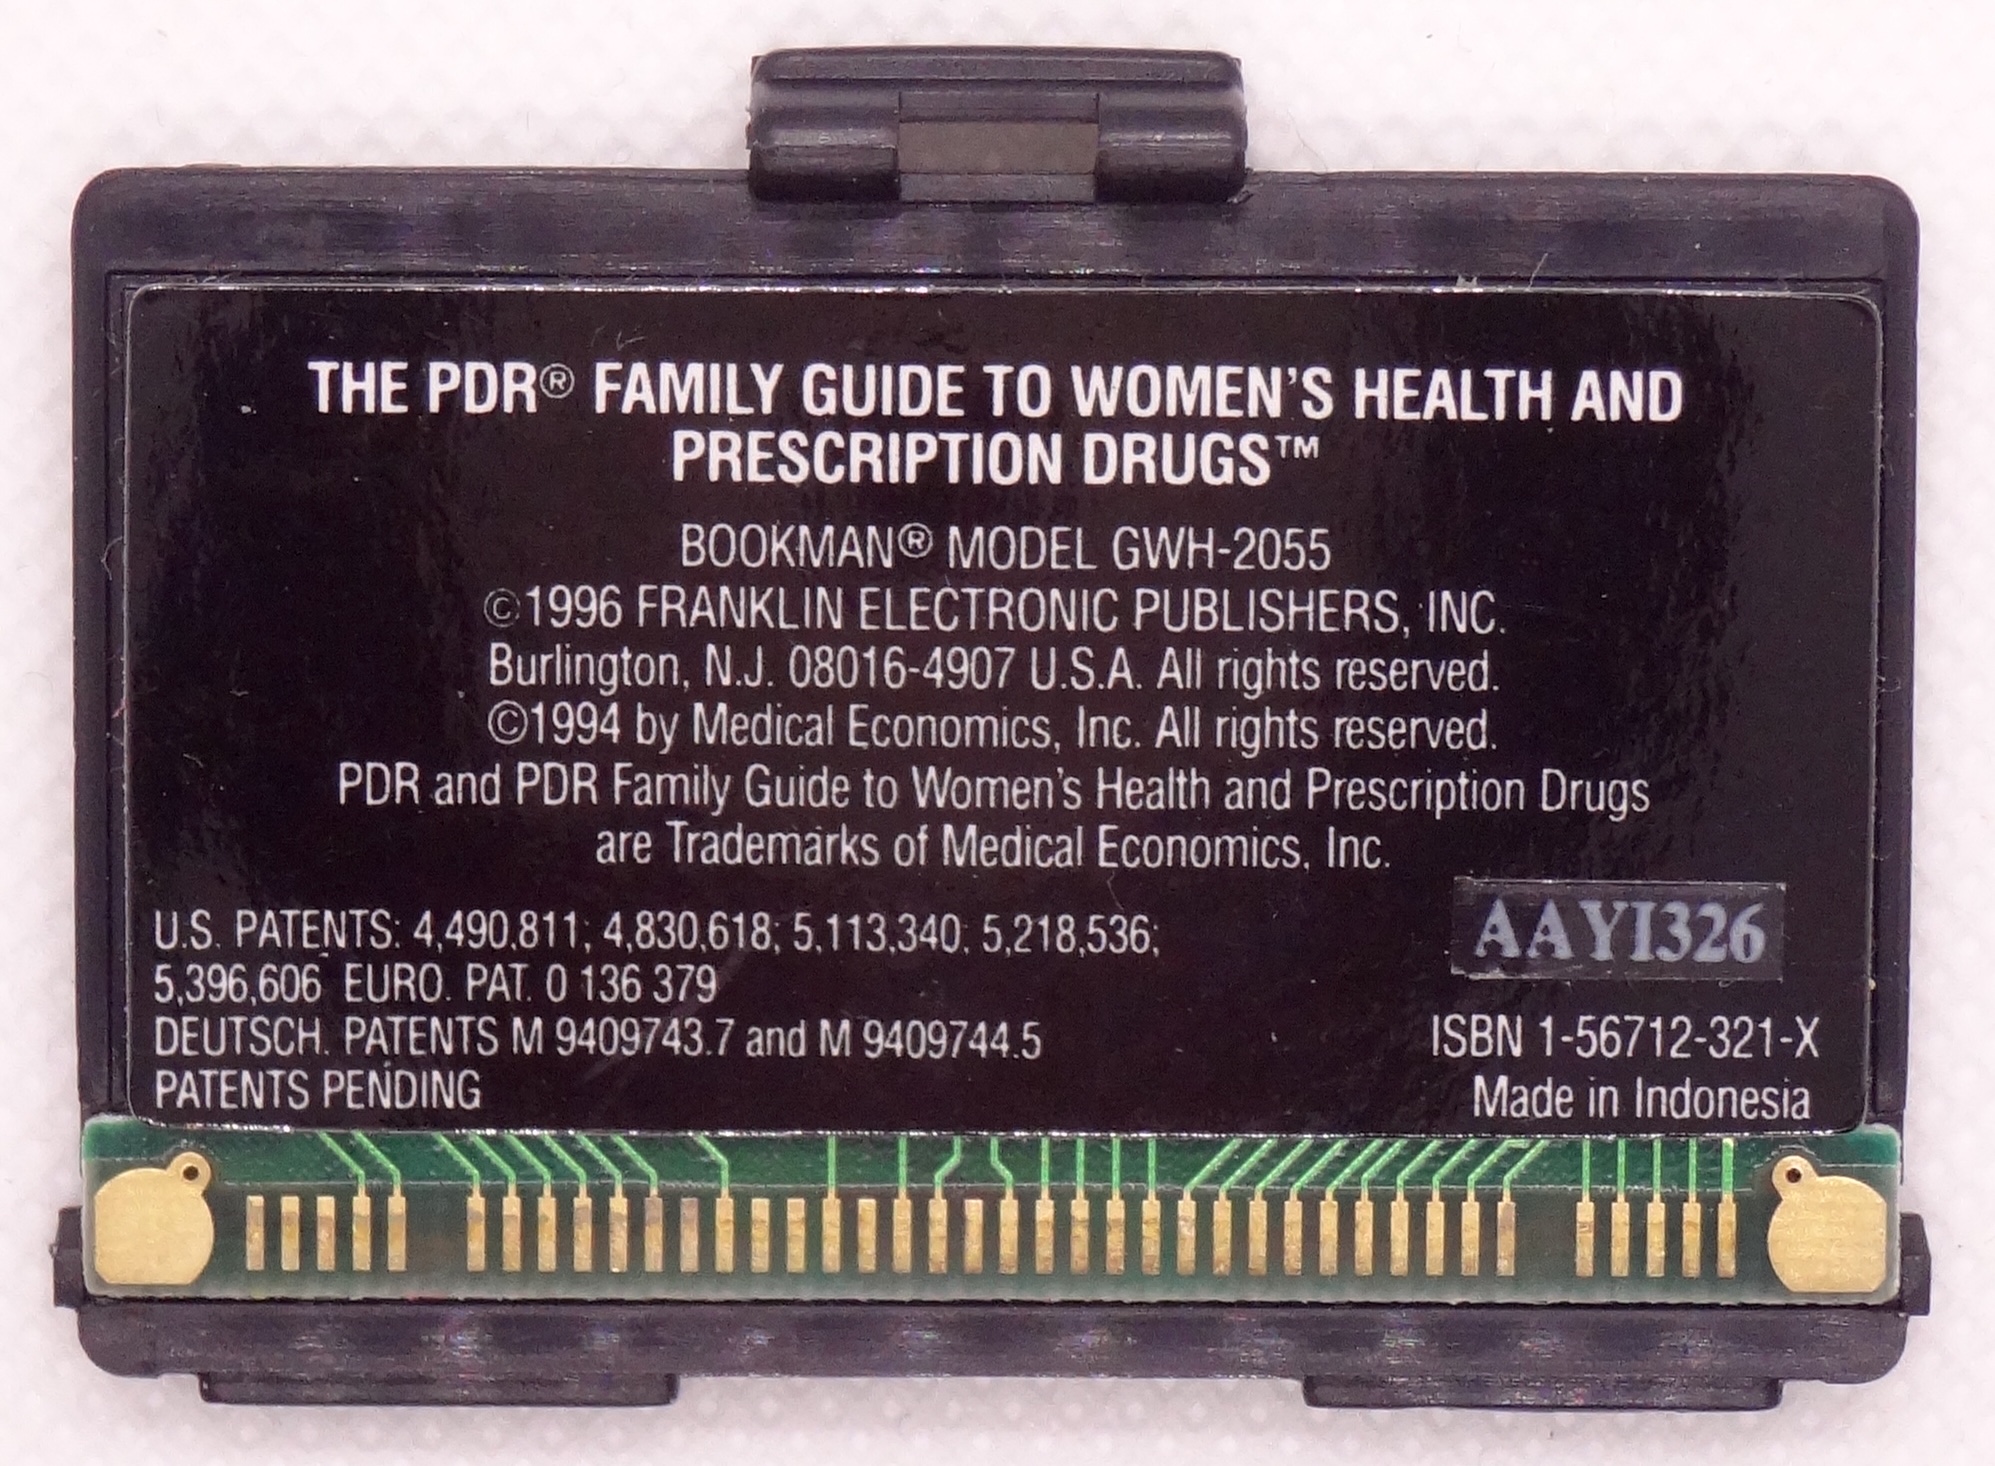 THE PDR® FAMILY GUIDE TO WOMEN'S HEALTH AND
PRESCRIPTION DRUGS™
BOOKMAN® MODEL GWH-2055
©1996 FRANKLIN ELECTRONIC PUBLISHERS, INC.
Burlington, N.J. 08016-4907 U.S.A. All rights reserved.
©1994 by Medical Economics, Inc. All rights reserved.
PDR and PDR Family Guide to Women's Health and Prescription Drugs
are Trademarks of Medical Economics, Inc.
U.S. PATENTS: 4,490,811; 4,830,618; 5,113,340; 5,218,536;
5,396,606 EURO. PAT. 0 136 379
DEUTSCH. PATENTS M 9409743.7 and M 9409744.5
PATENTS PENDING
AAYI326
ISBN 1-56712-321-X
Made in Indonesia